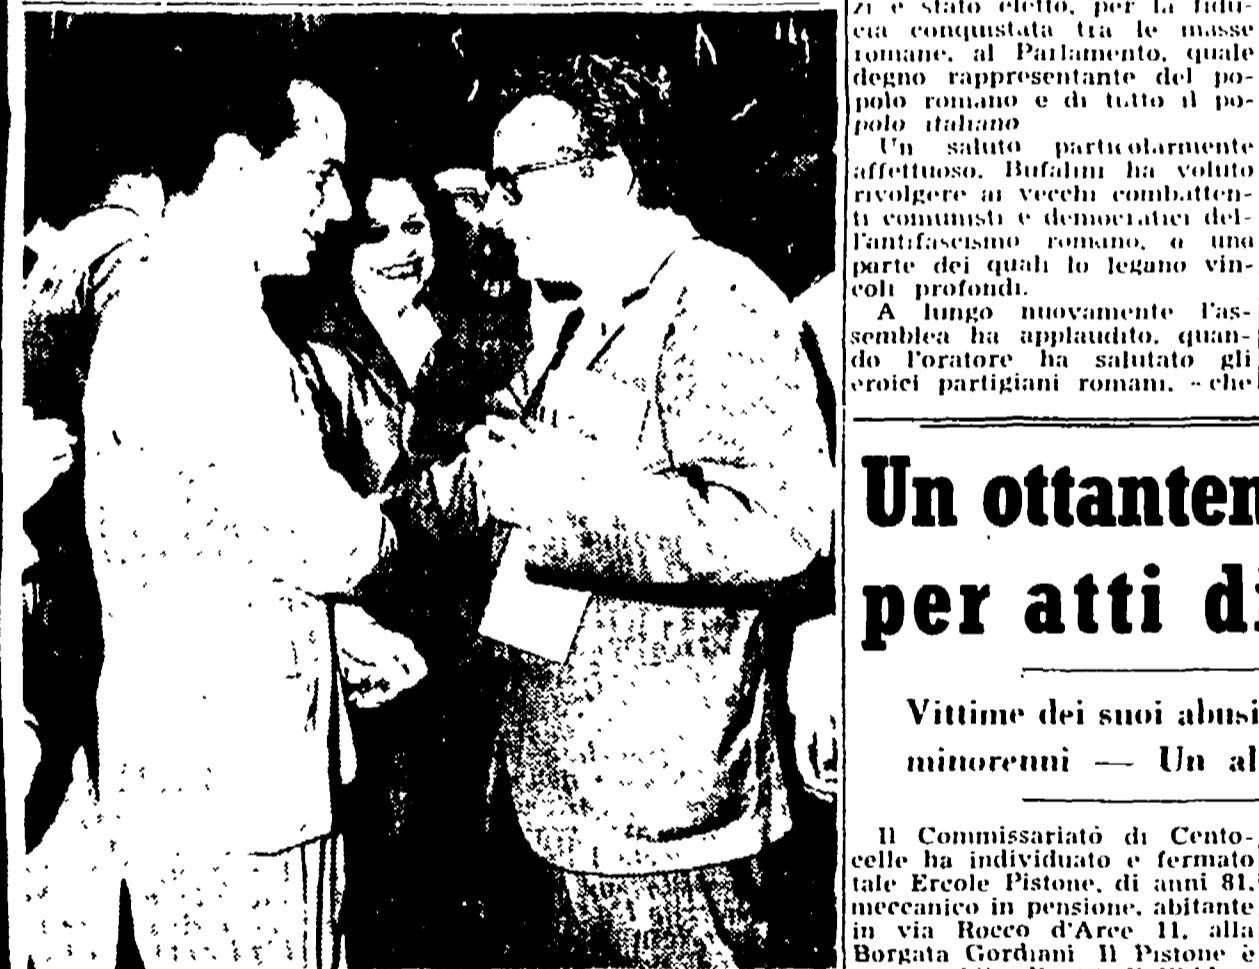 zi è stato eletto, per la fidu-
cia conquistata tra le masse
romane, al Parlamento, quale
degno rappresentante del po-
polo romano e di tutto il po-
polo italiano
Un saluto particolarmente
affettuoso, Bufalini ha voluto
rivolgere ai vecchi combatten-
ti comunisti e democratici del-
l'antifascismo romano, a una
parte dei quali lo legano vin-
coli profondi.
A lungo nuovamente l'as-
semblea ha applaudito, quan-
do l'oratore ha salutato gli
eroici partigiani romani, - che
Un ottanten
per atti di
Vittime dei suoi abusi
minorenni — Un al
Il Commissariato di Cento-
celle ha individuato e fermato
tale Ercole Pistone, di anni 81,
meccanico in pensione, abitante
in via Rocco d'Arce 11, alla
Borgata Gordiani Il Pistone è